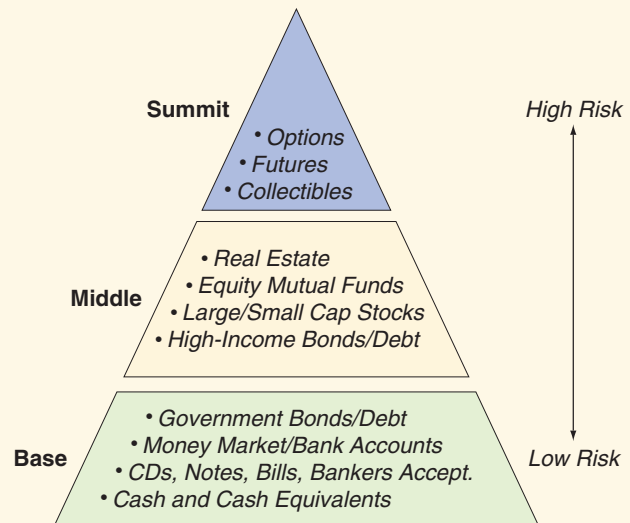 Summit
High Risk
• Options
• Futures
• Collectibles
Middle
• Real Estate
• Equity Mutual Funds
• Large/Small Cap Stocks
• High-Income Bonds/Debt
Base
• Government Bonds/Debt
• Money Market/Bank Accounts
• CDs, Notes, Bills, Bankers Accept.
• Cash and Cash Equivalents
Low Risk